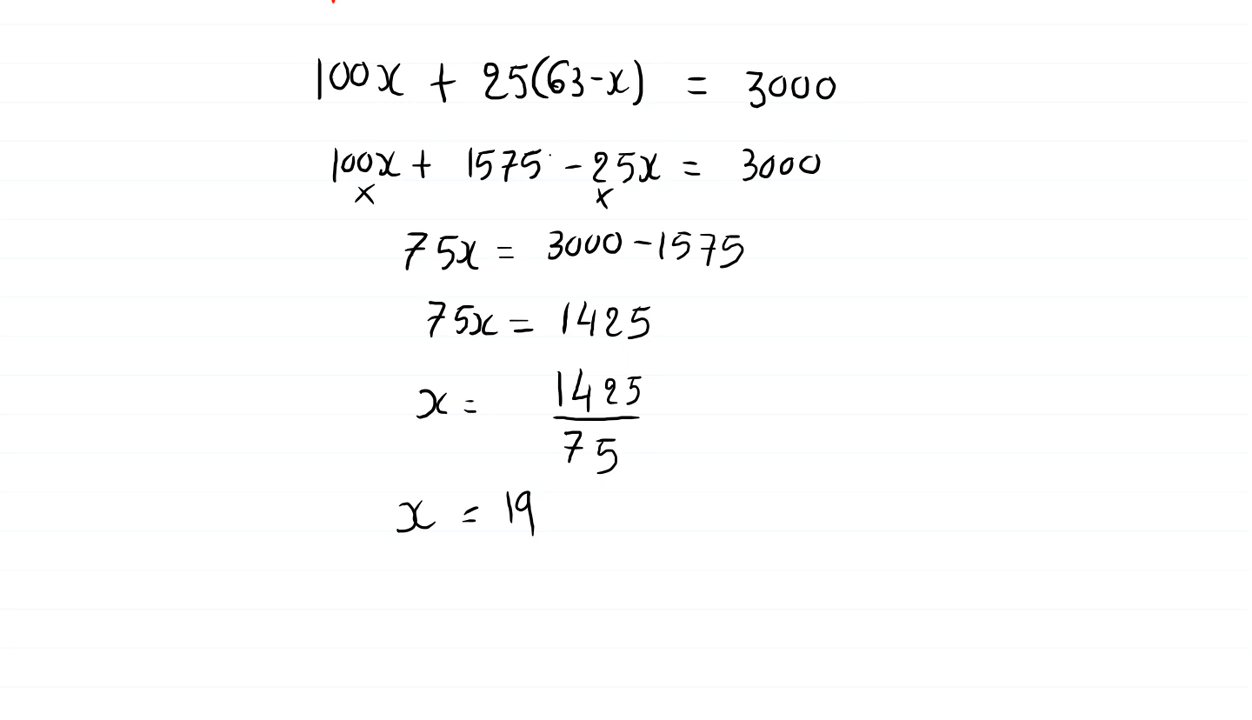 100x + 25(63-x) = 3000
100x + 1575 - 25x = 3000
x x
75x = 3000 - 1575
75x = 1425
x = 1425/75
x = 19